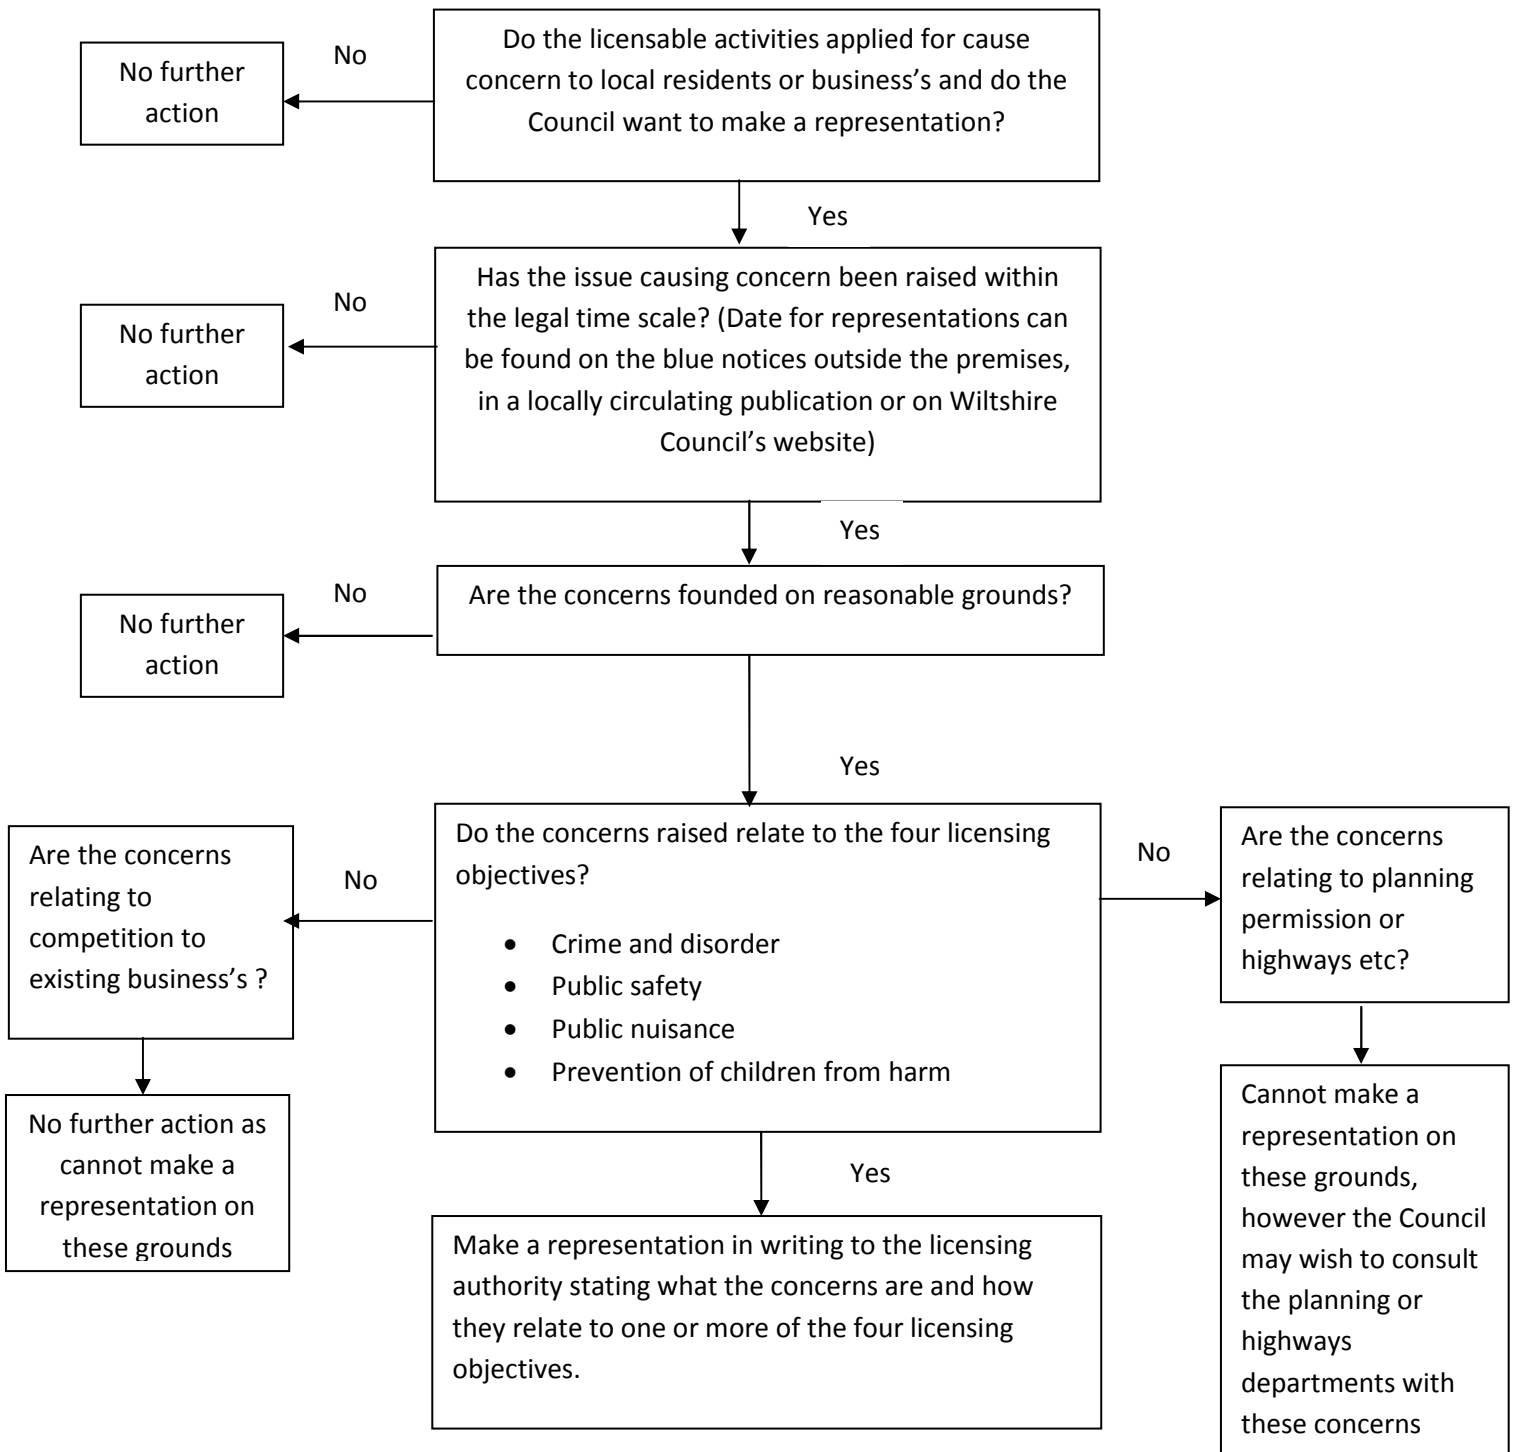 Do the licensable activities applied for cause
concern to local residents or business’s and do the
Council want to make a representation?
No
No further
action
Yes
Has the issue causing concern been raised within
the legal time scale? (Date for representations can
be found on the blue notices outside the premises,
in a locally circulating publication or on Wiltshire
Council’s website)
No
No further
action
Yes
Are the concerns founded on reasonable grounds?
No
No further
action
Yes
Do the concerns raised relate to the four licensing
objectives?
• Crime and disorder
• Public safety
• Public nuisance
• Prevention of children from harm
No
Are the concerns
relating to
competition to
existing business’s ?
No further action as
cannot make a
representation on
these grounds
No
Are the concerns
relating to planning
permission or
highways etc?
Cannot make a
representation on
these grounds,
however the Council
may wish to consult
the planning or
highways
departments with
these concerns
Yes
Make a representation in writing to the licensing
authority stating what the concerns are and how
they relate to one or more of the four licensing
objectives.